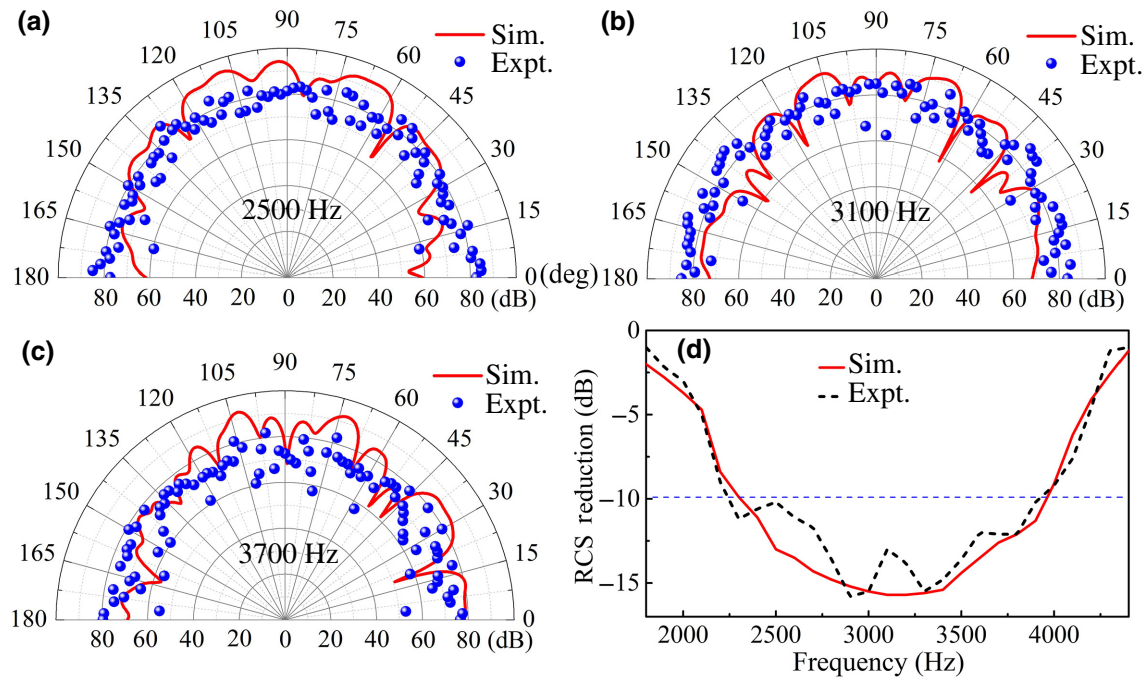 (a)
Sim.
Expt.
90
105 75
120 60
135 45
150 30
165 15
180 0 (deg)
2500 Hz
80 60 40 20 0 20 40 60 80 (dB)
(b)
Sim.
Expt.
90
105 75
120 60
135 45
150 30
165 15
180 0
3100 Hz
80 60 40 20 0 20 40 60 80 (dB)
(c)
Sim.
Expt.
90
105 75
120 60
135 45
150 30
165 15
180 0
3700 Hz
80 60 40 20 0 20 40 60 80 (dB)
(d)
Sim.
Expt.
RCS reduction (dB)
0
−5
−10
−15
2000 2500 3000 3500 4000
Frequency (Hz)